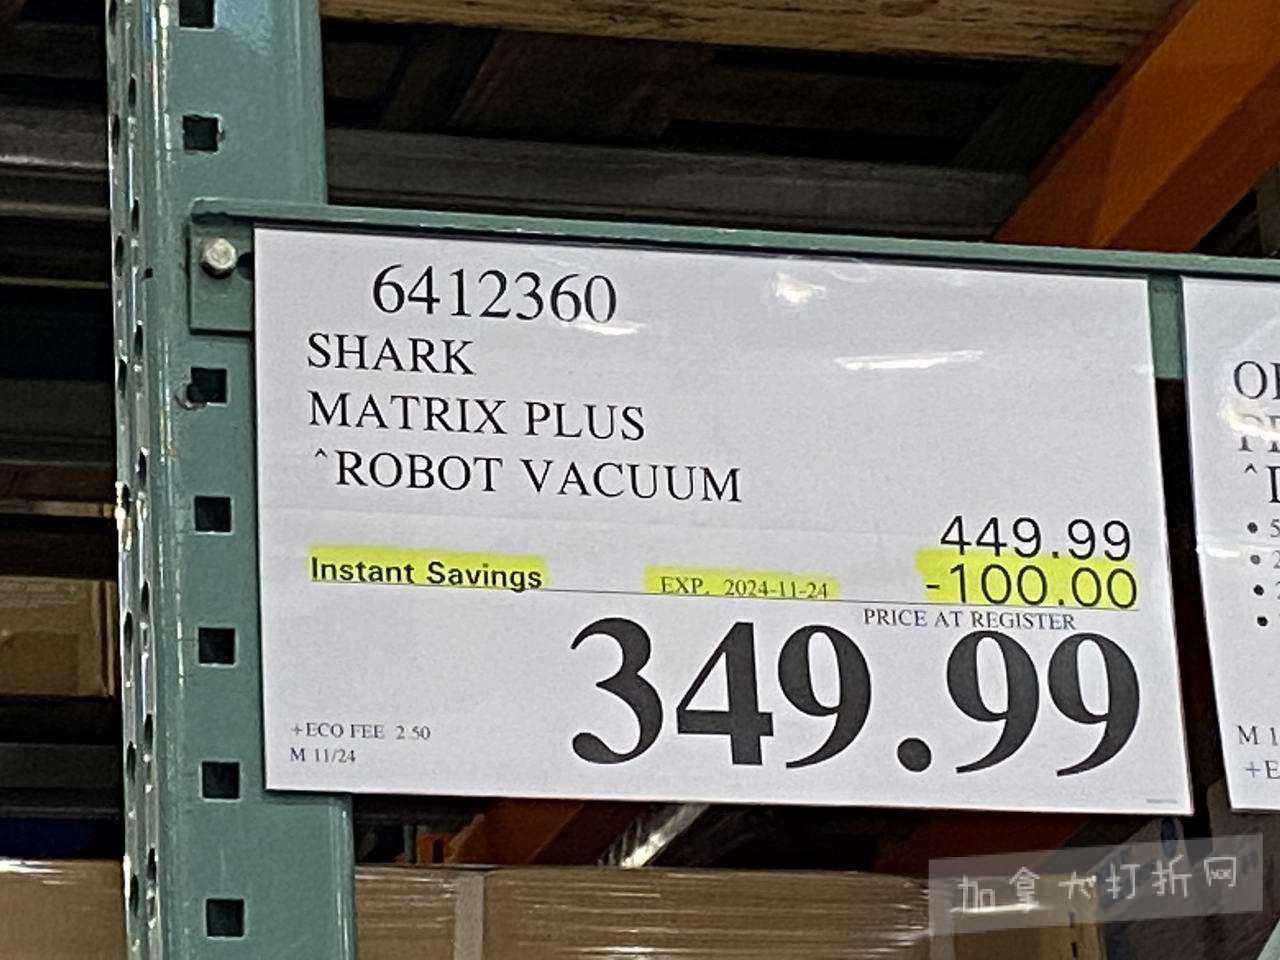 6412360
SHARK
MATRIX PLUS
^ROBOT VACUUM
449.99
Instant Savings EXP. 2024-11-24 -100.00
PRICE AT REGISTER
349.99
+ECO FEE 2.50
M 11/24
加拿大打折网